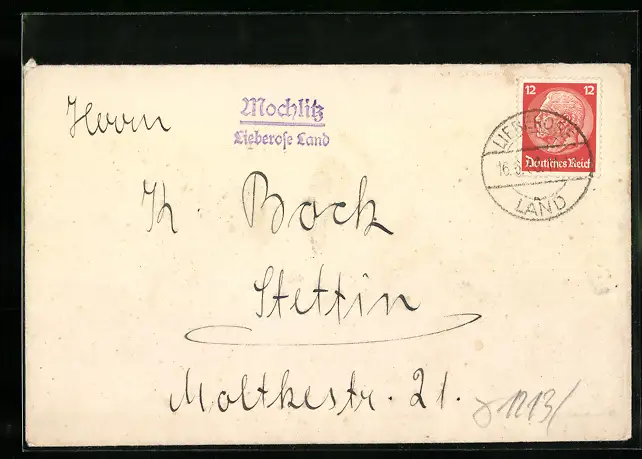 Herrn
Mochlitz
Lieberose Land
K. Bock
Stettin
Moltkestr. 21.
12 12
Deutsches Reich
LIEBEROSE
LAND